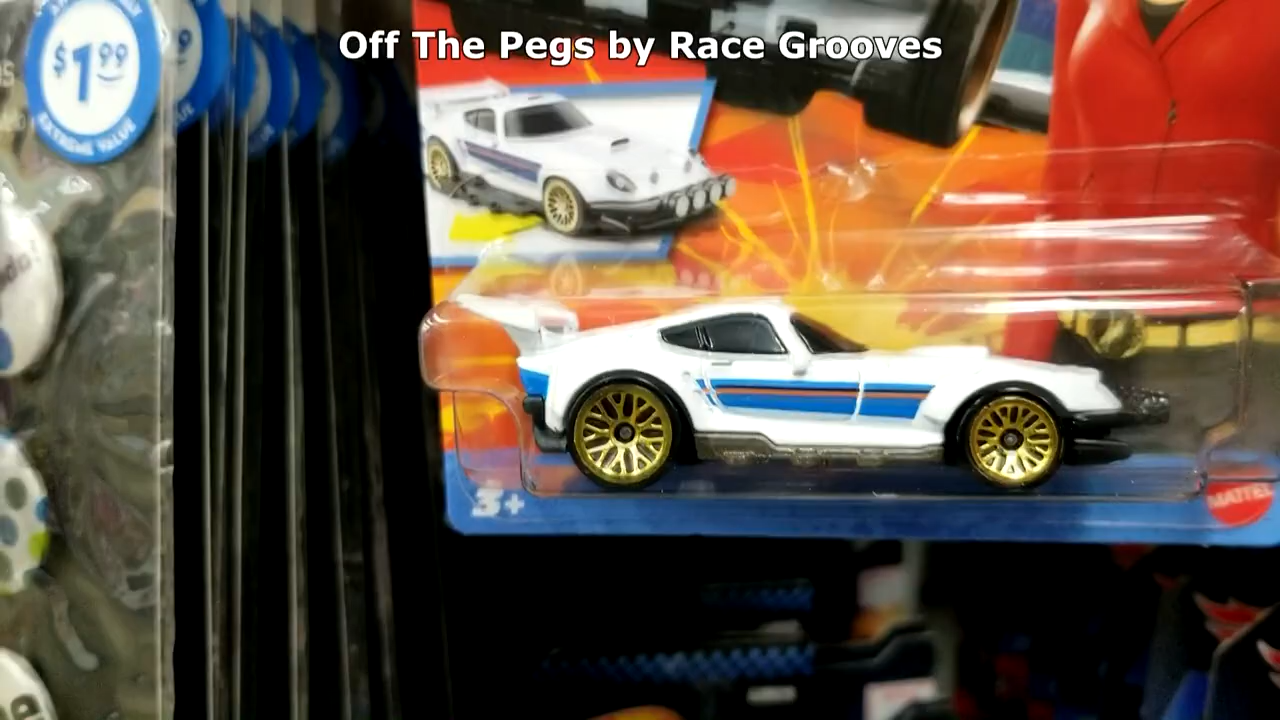 Off The Pegs by Race Grooves
$1.99
EXTREME VALUE
3+
MATTEL